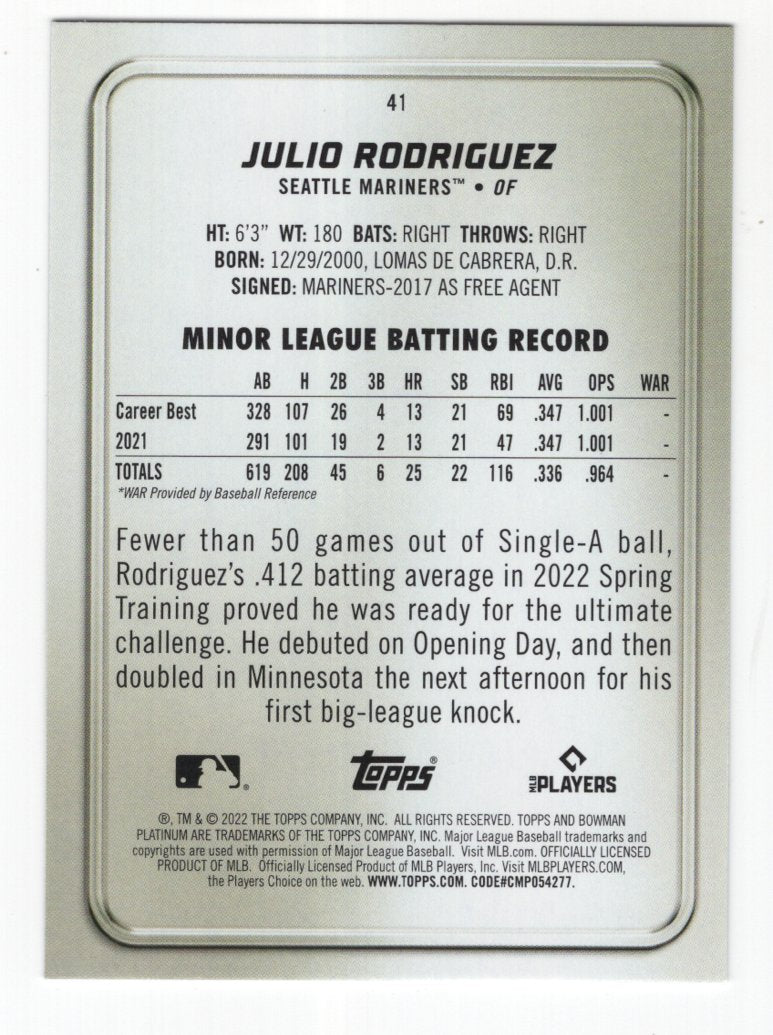 41
JULIO RODRIGUEZ
SEATTLE MARINERS™ • OF
HT: 6'3" WT: 180 BATS: RIGHT THROWS: RIGHT
BORN: 12/29/2000, LOMAS DE CABRERA, D.R.
SIGNED: MARINERS-2017 AS FREE AGENT
MINOR LEAGUE BATTING RECORD
AB H 2B 3B HR SB RBI AVG OPS WAR
Career Best 328 107 26 4 13 21 69 .347 1.001 -
2021 291 101 19 2 13 21 47 .347 1.001 -
TOTALS 619 208 45 6 25 22 116 .336 .964 -
*WAR Provided by Baseball Reference
Fewer than 50 games out of Single-A ball,
Rodriguez's .412 batting average in 2022 Spring
Training proved he was ready for the ultimate
challenge. He debuted on Opening Day, and then
doubled in Minnesota the next afternoon for his
first big-league knock.
® Topps® MLB PLAYERS
®, TM & © 2022 THE TOPPS COMPANY, INC. ALL RIGHTS RESERVED. TOPPS AND BOWMAN
PLATINUM ARE TRADEMARKS OF THE TOPPS COMPANY, INC. Major League Baseball trademarks and
copyrights are used with permission of Major League Baseball. Visit MLB.com. OFFICIALLY LICENSED
PRODUCT OF MLB. Officially Licensed Product of MLB Players, Inc. Visit MLBPLAYERS.COM,
the Players Choice on the web. WWW.TOPPS.COM. CODE#CMP054277.